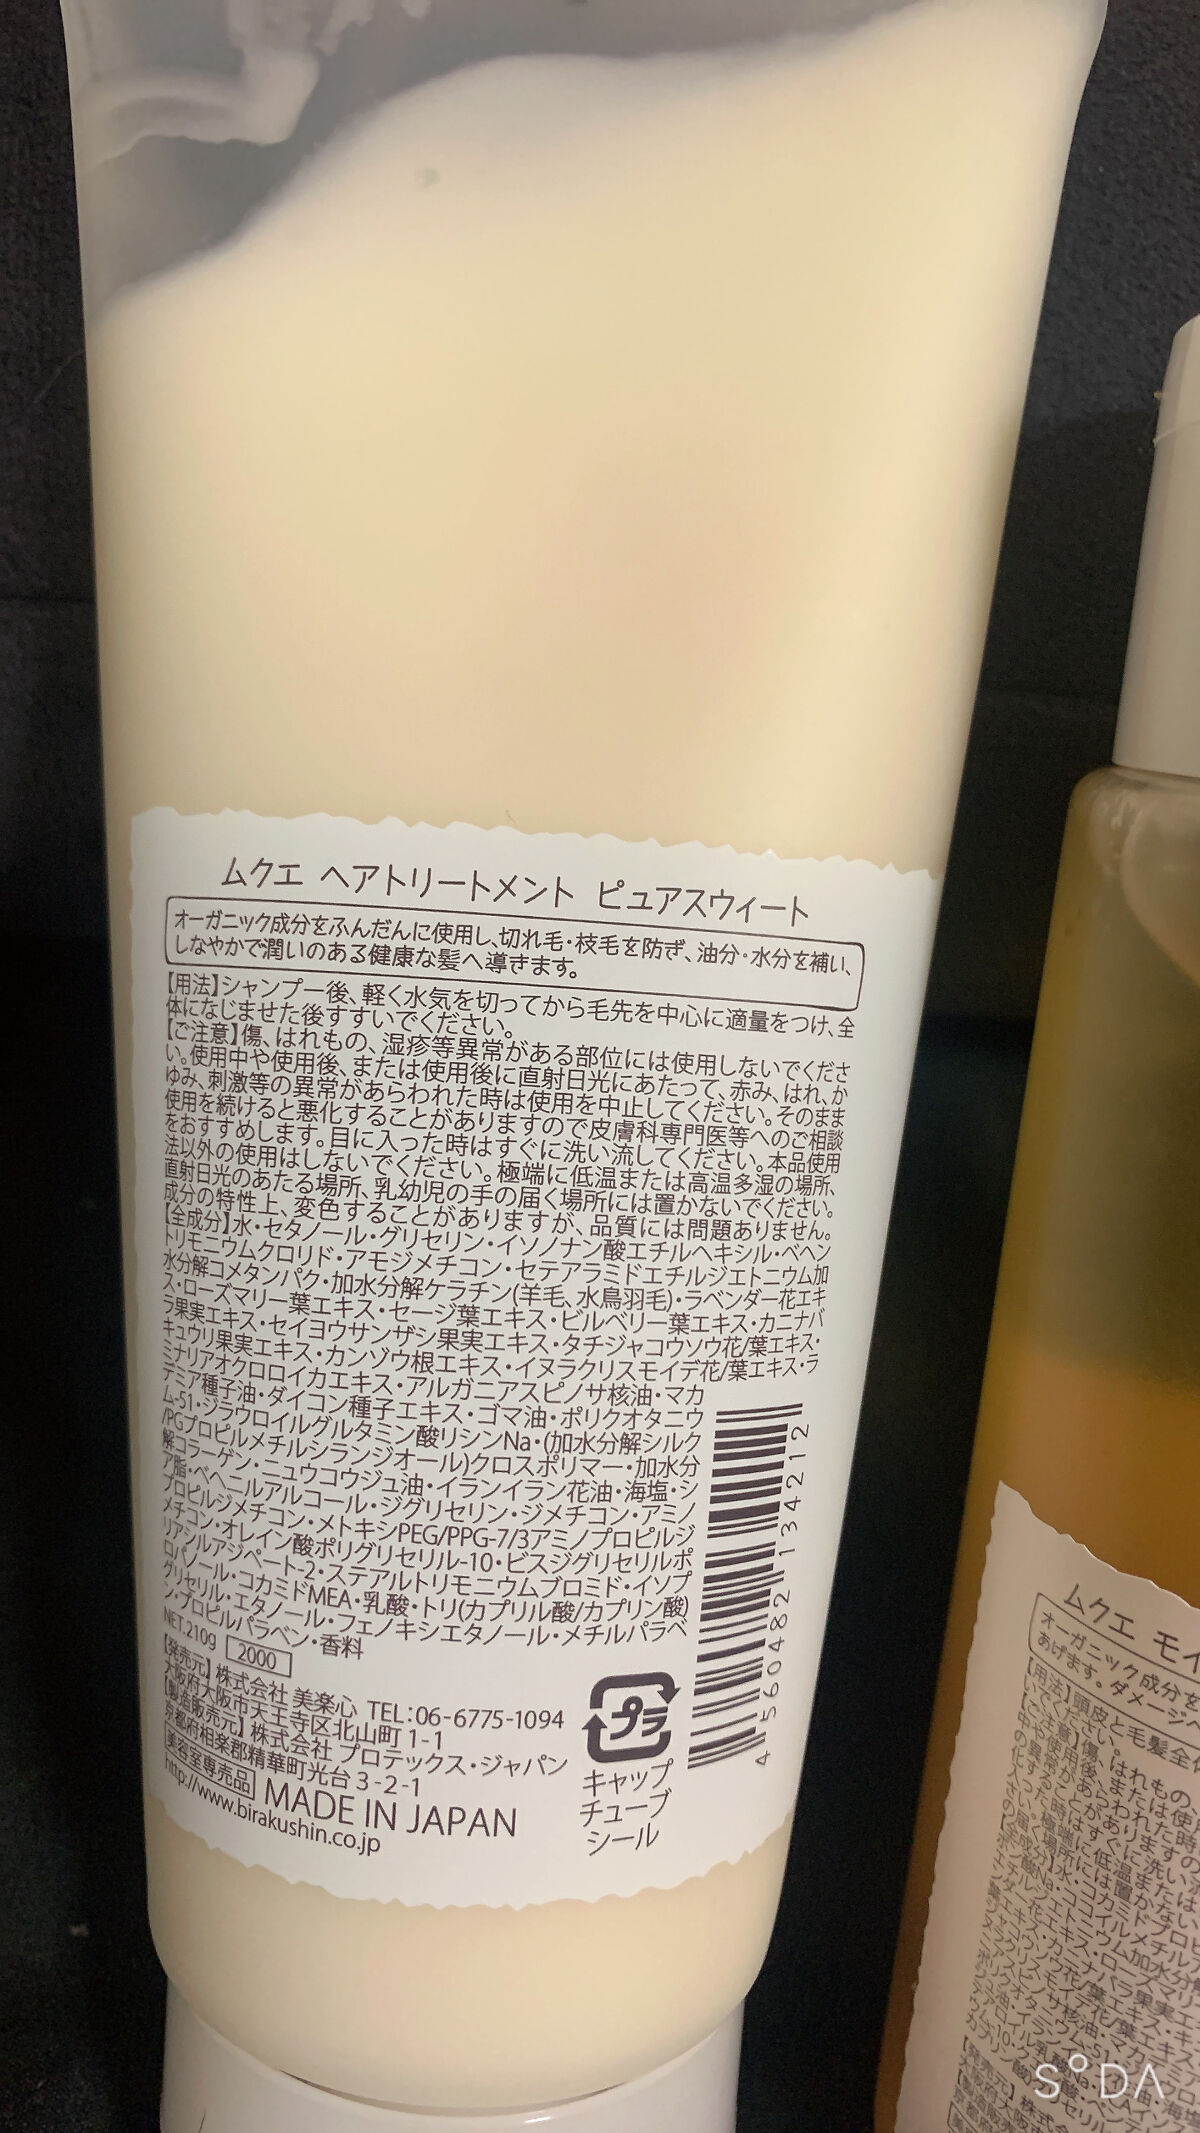 ムクエ ヘアトリートメント ピュアスウィート
オーガニック成分をふんだんに使用し、切れ毛・枝毛を防ぎ、油分・水分を補い、
しなやかで潤いのある健康な髪へ導きます。
【用法】シャンプー後、軽く水気を切ってから毛先を中心に適量をつけ、全
体になじませた後すすいでください。
【ご注意】傷、はれもの、湿疹等異常がある部位には使用しないでくださ
い。使用中や使用後、または使用後に直射日光にあたって、赤み、はれ、か
ゆみ、刺激等の異常があらわれた時は使用を中止してください。そのまま
使用を続けると悪化することがありますので皮膚科専門医等へのご相談
をおすすめします。目に入った時はすぐに洗い流してください。本品使用
法以外の使用はしないでください。極端に低温または高温多湿の場所、
直射日光のあたる場所、乳幼児の手の届く場所には置かないでください。
成分の特性上、変色することがありますが、品質には問題ありません。
【全成分】水・セタノール・グリセリン・イソノナン酸エチルヘキシル・ベヘン
トリモニウムクロリド・アモジメチコン・セテアラミドエチルジエトニウム加
水分解コメタンパク・加水分解ケラチン(羊毛、水鳥羽毛)・ラベンダー花エキ
ス・ローズマリー葉エキス・セージ葉エキス・ビルベリー葉エキス・カニナバ
ラ果実エキス・セイヨウサンザシ果実エキス・タチジャコウソウ花/葉エキス・
キュウリ果実エキス・カンゾウ根エキス・イヌラクリスモイデ花/葉エキス・ラ
ミナリアオクロロイカエキス・アルガニアスピノサ核油・マカ
デミア種子油・ダイコン種子エキス・ゴマ油・ポリクオタニウ
ム-51・ジラウロイルグルタミン酸リシンNa・(加水分解シルク
/PGプロピルメチルシランジオール)クロスポリマー・加水分
解コラーゲン・ニュウコウジュ油・イランイラン花油・海塩・シ
ア脂・ベヘニルアルコール・ジグリセリン・ジメチコン・アミノ
プロピルジメチコン・メトキシPEG/PPG-7/3アミノプロピルジ
メチコン・オレイン酸ポリグリセリル-10・ビスジグリセリルポ
リアシルアジペート-2・ステアルトリモニウムブロミド・イソプ
ロパノール・コカミドMEA・乳酸・トリ(カプリル酸/カプリン酸)
グリセリル・エタノール・フェノキシエタノール・メチルパラベ
ン・プロピルパラベン・香料
NET.210g 2000
【発売元】株式会社 美楽心 TEL:06-6775-1094
大阪府大阪市天王寺区北山町 1-1
【製造販売元】株式会社 プロテックス・ジャパン
京都府相楽郡精華町光台 3-2-1
美容室専売品 MADE IN JAPAN
http://www.birakushin.co.jp
プラ
キャップ
チューブ
シール
4 560482 134212
ムクエ モイ
オーガニック成分を
あげます。ダメージヘ
【用法】頭皮と毛髪全体
SODA